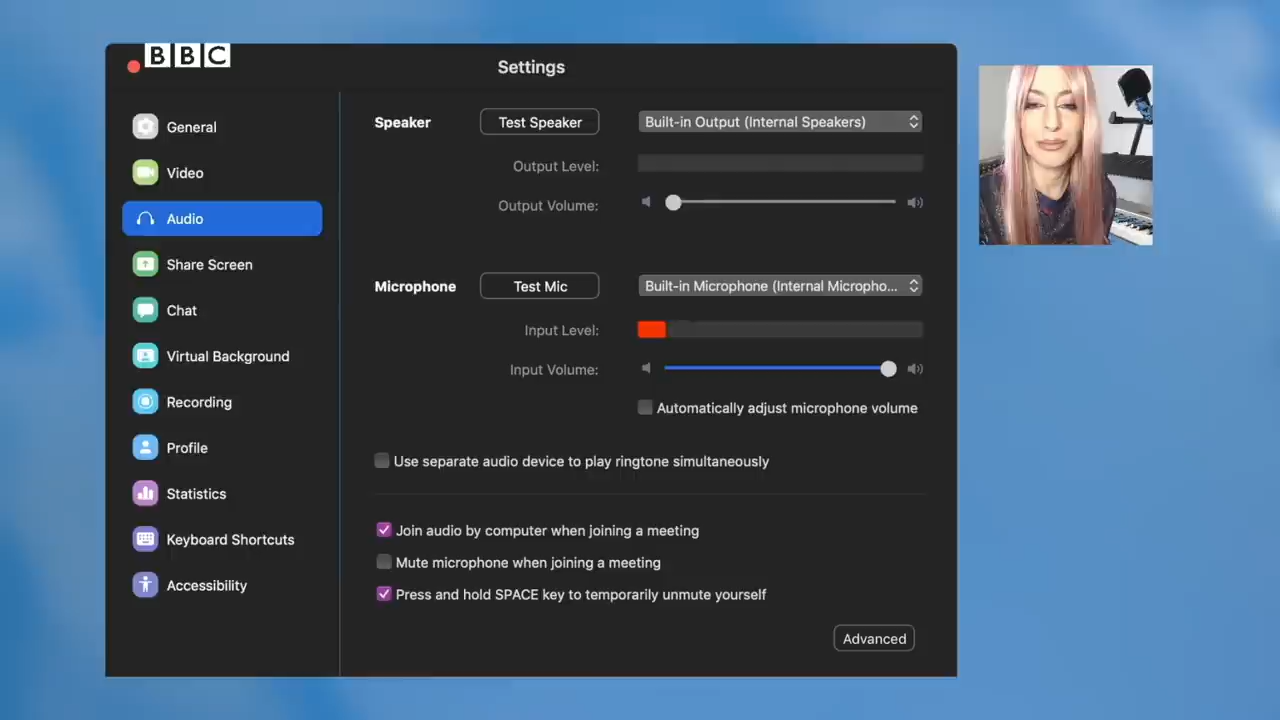 BBC
Settings
General
Video
Audio
Share Screen
Chat
Virtual Background
Recording
Profile
Statistics
Keyboard Shortcuts
Accessibility
Speaker
Test Speaker
Built-in Output (Internal Speakers)
Output Level:
Output Volume:
Microphone
Test Mic
Built-in Microphone (Internal Micropho...
Input Level:
Input Volume:
Automatically adjust microphone volume
Use separate audio device to play ringtone simultaneously
Join audio by computer when joining a meeting
Mute microphone when joining a meeting
Press and hold SPACE key to temporarily unmute yourself
Advanced